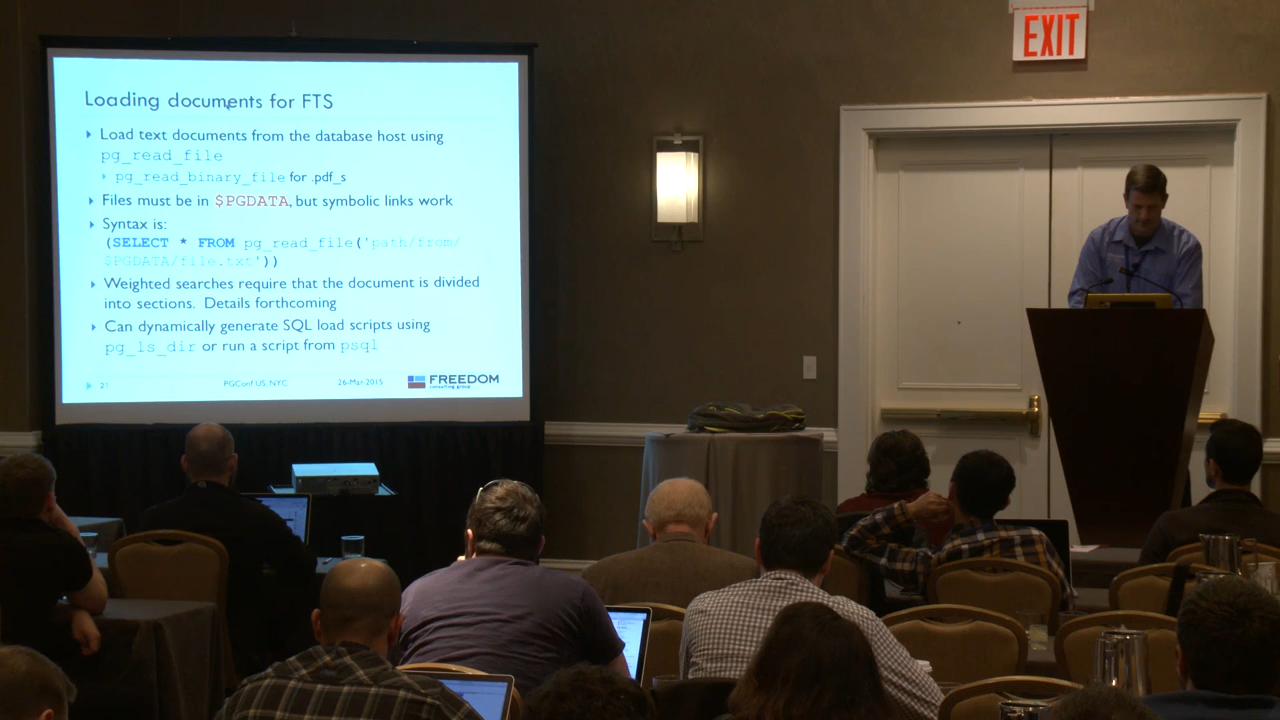 EXIT
Loading documents for FTS
Load text documents from the database host using
pg_read_file
pg_read_binary_file for .pdf_s
Files must be in $PGDATA, but symbolic links work
Syntax is:
(SELECT * FROM pg_read_file('path/from/
$PGDATA/file.txt'))
Weighted searches require that the document is divided
into sections. Details forthcoming
Can dynamically generate SQL load scripts using
pg_ls_dir or run a script from psql
21 PGConf US, NYC 26-Mar-2015 FREEDOM
consulting group